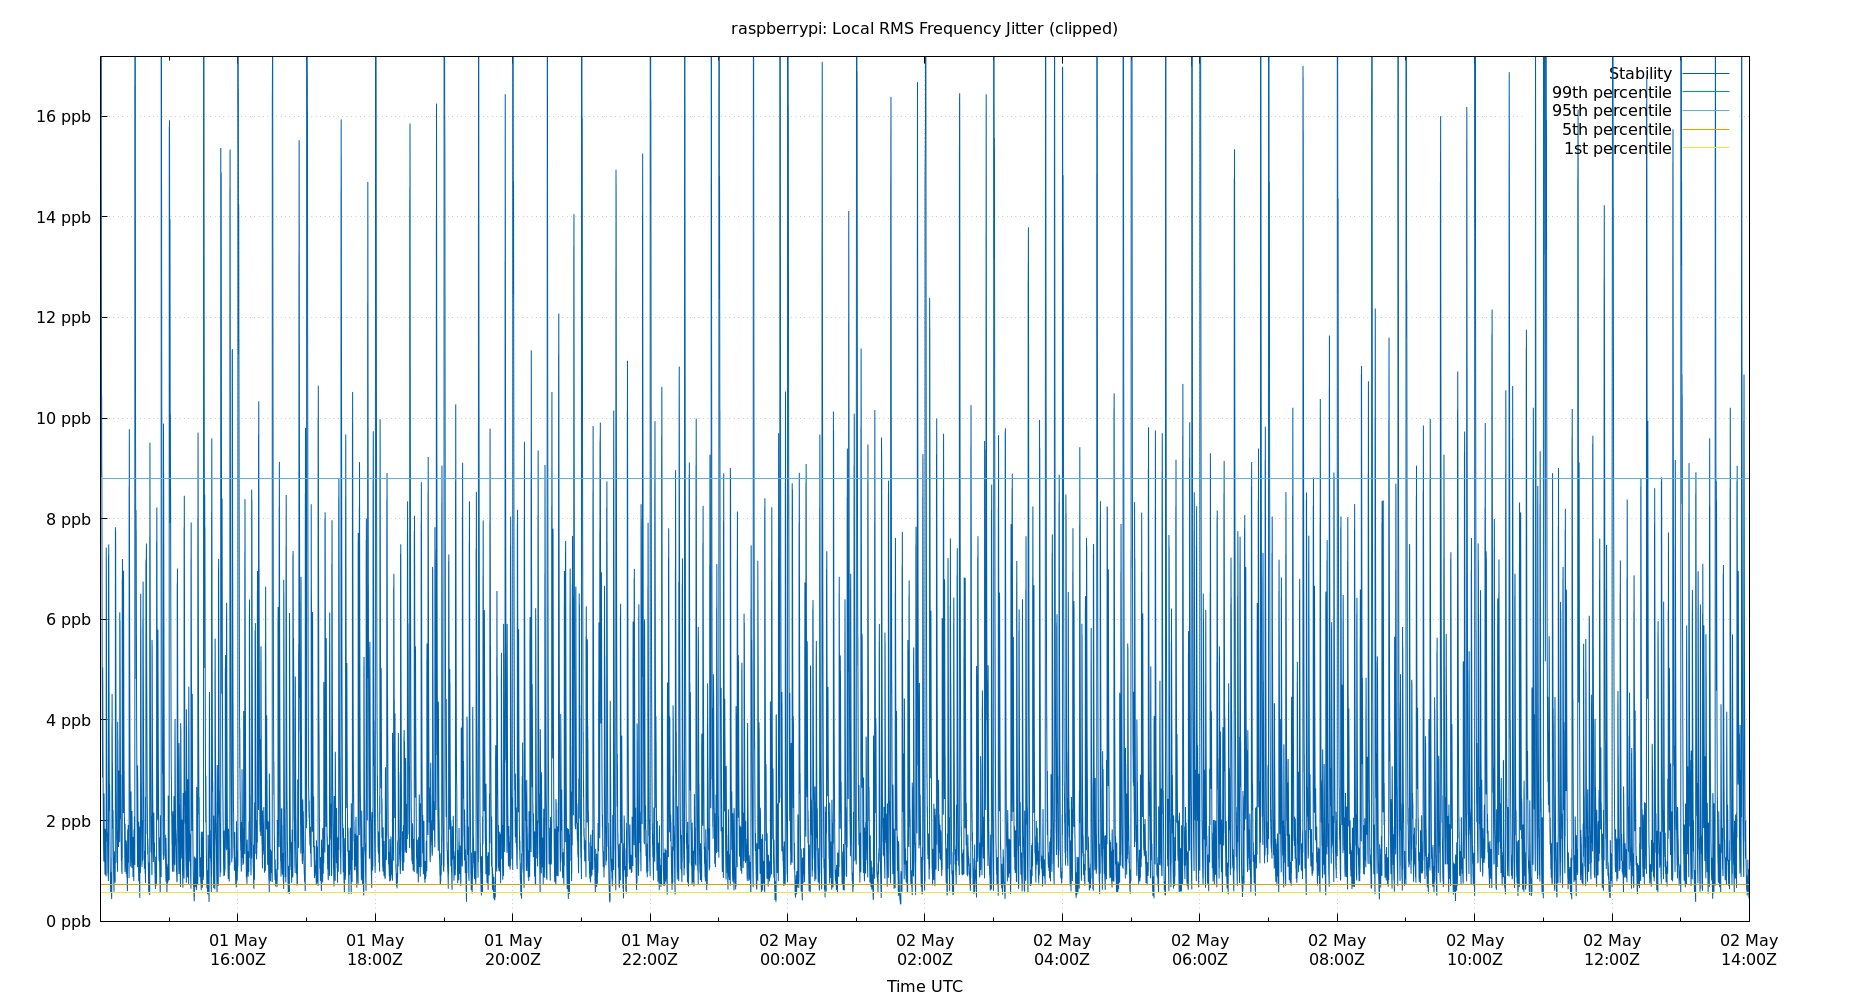 raspberrypi: Local RMS Frequency Jitter (clipped)
Stability
99th percentile
95th percentile
5th percentile
1st percentile
16 ppb
14 ppb
12 ppb
10 ppb
8 ppb
6 ppb
4 ppb
2 ppb
0 ppb
01 May 01 May 01 May 01 May 02 May 02 May 02 May 02 May 02 May 02 May 02 May 02 May
16:00Z 18:00Z 20:00Z 22:00Z 00:00Z 02:00Z 04:00Z 06:00Z 08:00Z 10:00Z 12:00Z 14:00Z
Time UTC